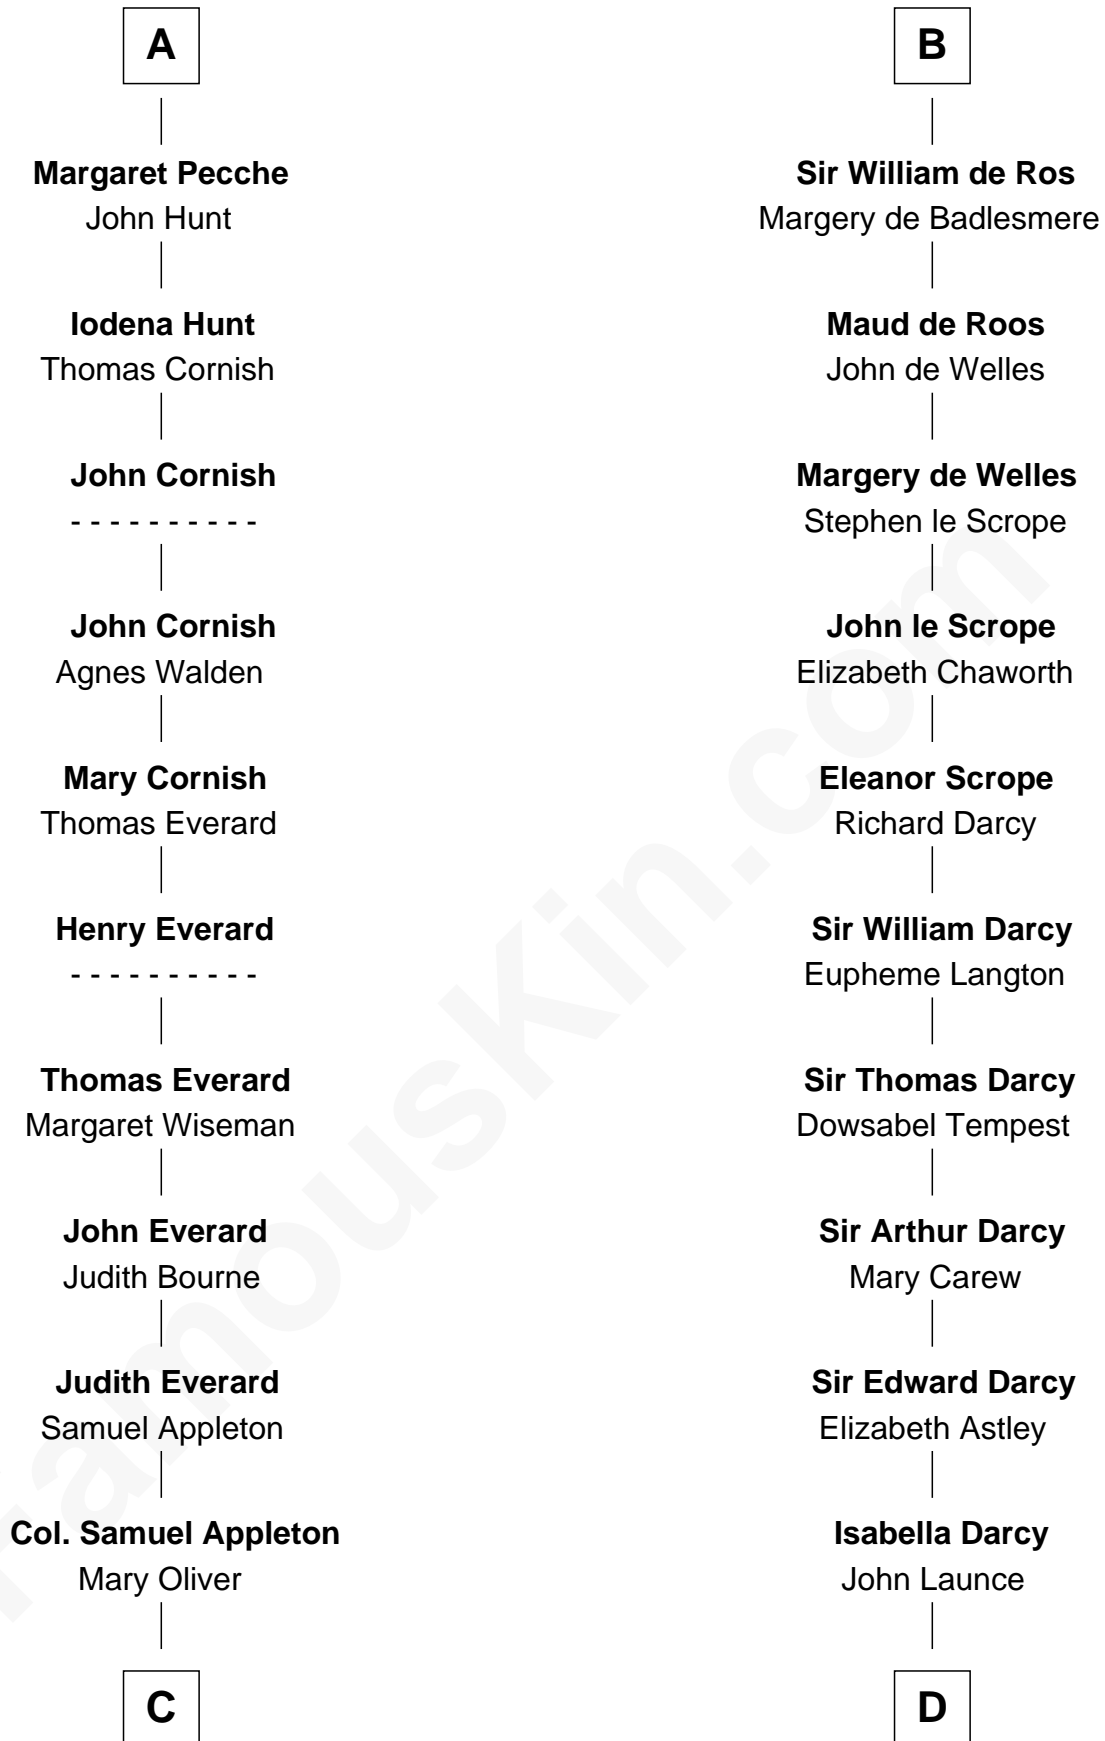 A
Margaret Pecche
John Hunt
Iodena Hunt
Thomas Cornish
John Cornish
- - - - - - - - - -
John Cornish
Agnes Walden
Mary Cornish
Thomas Everard
Henry Everard
- - - - - - - - - -
Thomas Everard
Margaret Wiseman
John Everard
Judith Bourne
Judith Everard
Samuel Appleton
Col. Samuel Appleton
Mary Oliver
C
B
Sir William de Ros
Margery de Badlesmere
Maud de Roos
John de Welles
Margery de Welles
Stephen le Scrope
John le Scrope
Elizabeth Chaworth
Eleanor Scrope
Richard Darcy
Sir William Darcy
Eupheme Langton
Sir Thomas Darcy
Dowsabel Tempest
Sir Arthur Darcy
Mary Carew
Sir Edward Darcy
Elizabeth Astley
Isabella Darcy
John Launce
D
FamousKin.com